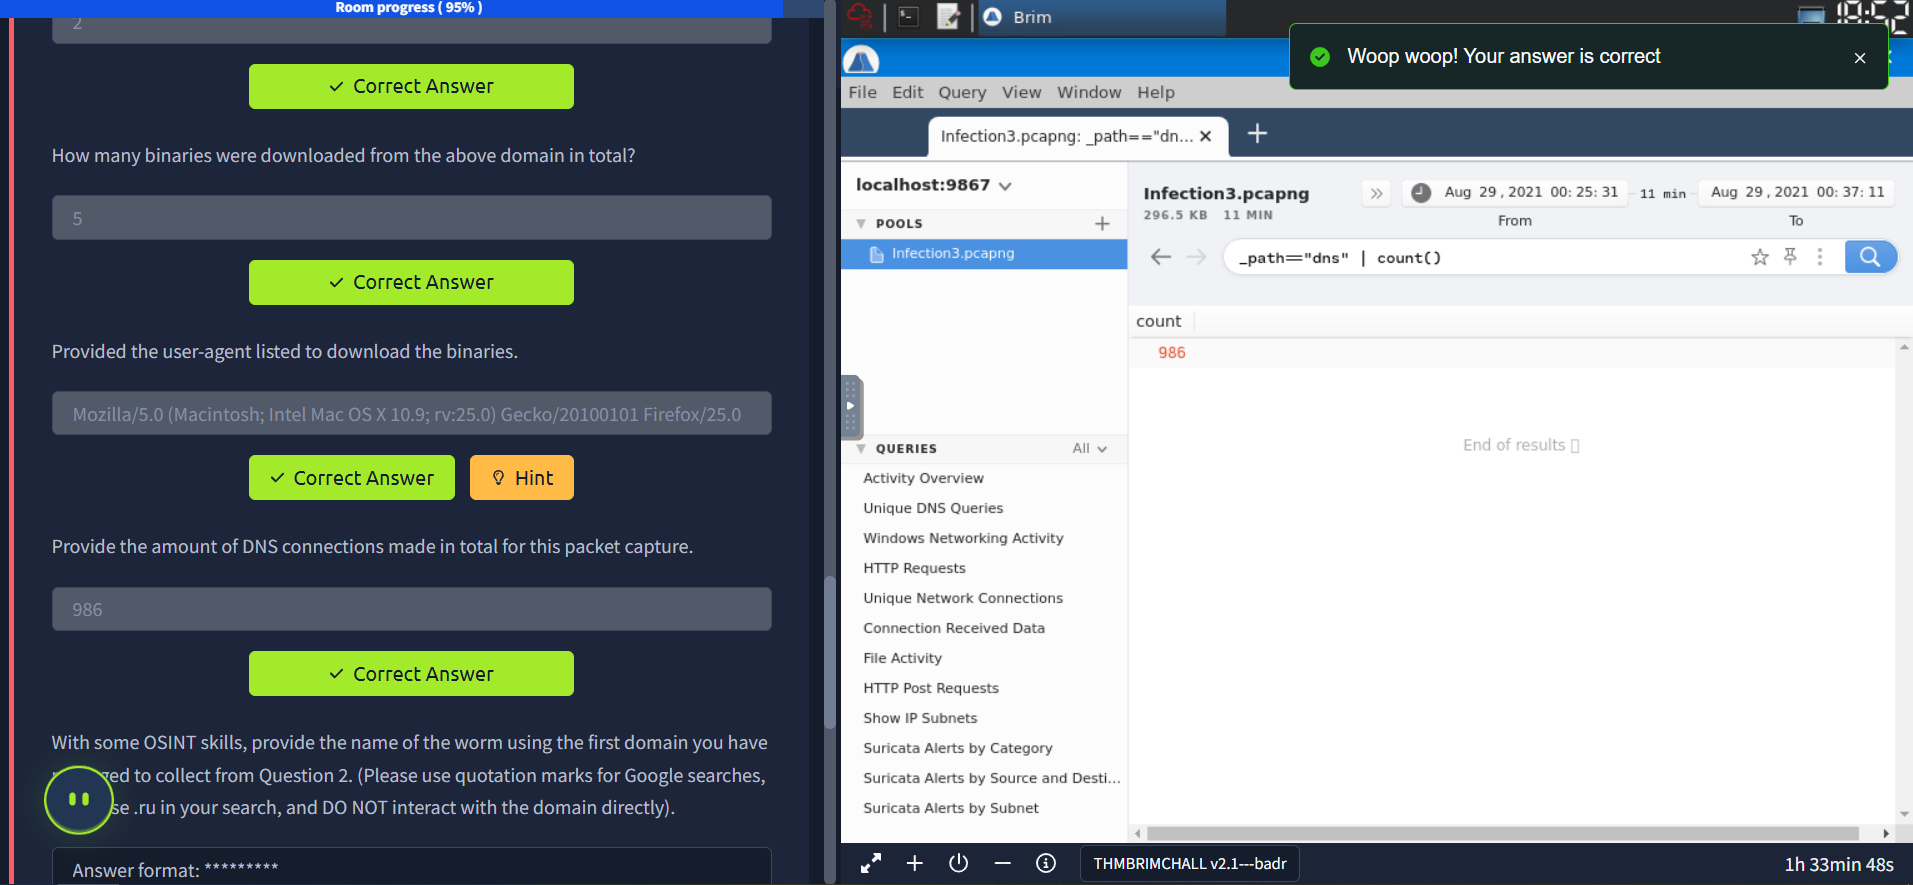 Room progress ( 95% )
2
Correct Answer
How many binaries were downloaded from the above domain in total?
5
Correct Answer
Provided the user-agent listed to download the binaries.
Mozilla/5.0 (Macintosh; Intel Mac OS X 10.9; rv:25.0) Gecko/20100101 Firefox/25.0
Correct Answer
Hint
Provide the amount of DNS connections made in total for this packet capture.
986
Correct Answer
With some OSINT skills, provide the name of the worm using the first domain you have
ged to collect from Question 2. (Please use quotation marks for Google searches,
se .ru in your search, and DO NOT interact with the domain directly).
Answer format: *********
Brim
18:52
Woop woop! Your answer is correct
File Edit Query View Window Help
Infection3.pcapng: _path=="dn...
localhost:9867
POOLS
Infection3.pcapng
QUERIES
All
Activity Overview
Unique DNS Queries
Windows Networking Activity
HTTP Requests
Unique Network Connections
Connection Received Data
File Activity
HTTP Post Requests
Show IP Subnets
Suricata Alerts by Category
Suricata Alerts by Source and Desti...
Suricata Alerts by Subnet
Infection3.pcapng
296.5 KB 11 MIN
Aug 29, 2021 00:25:31
11 min
Aug 29, 2021 00:37:11
From
To
_path=="dns" | count()
count
986
End of results
THMBRIMCHALL v2.1---badr
1h 33min 48s